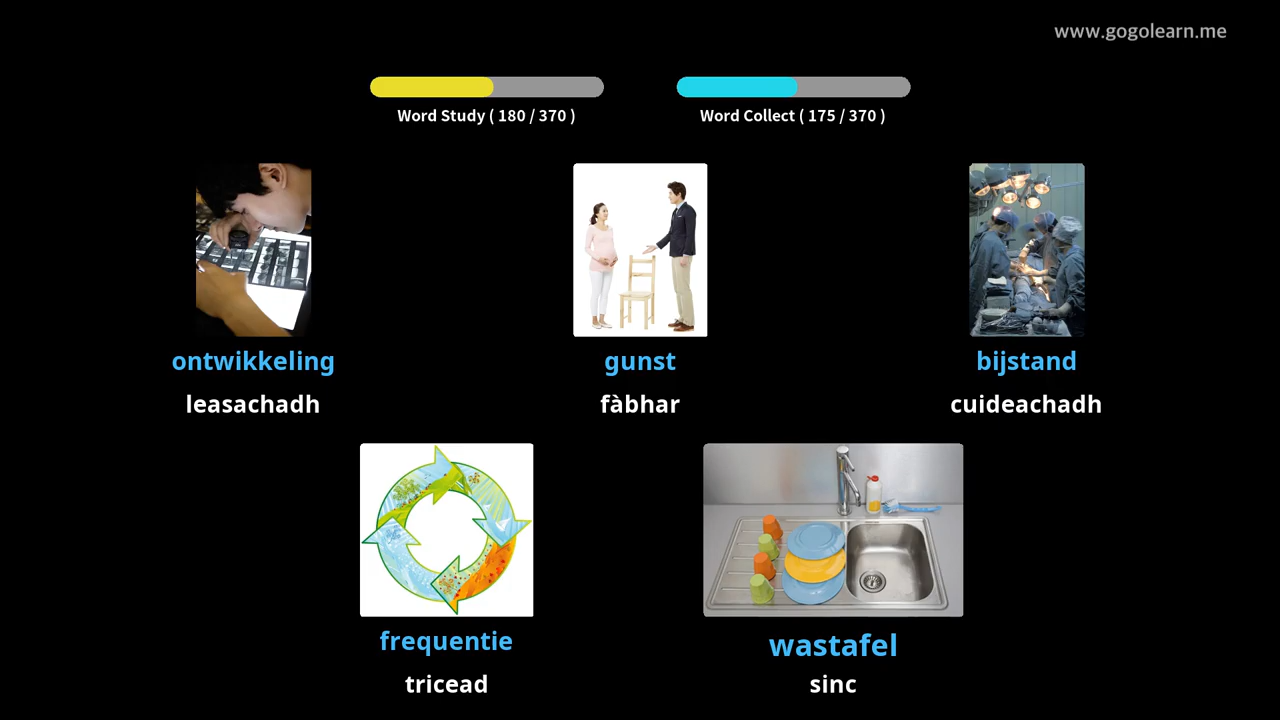 www.gogolearn.me
Word Study ( 180 / 370 )
Word Collect ( 175 / 370 )
ontwikkeling
leasachadh
gunst
fàbhar
bijstand
cuideachadh
frequentie
tricead
wastafel
sinc